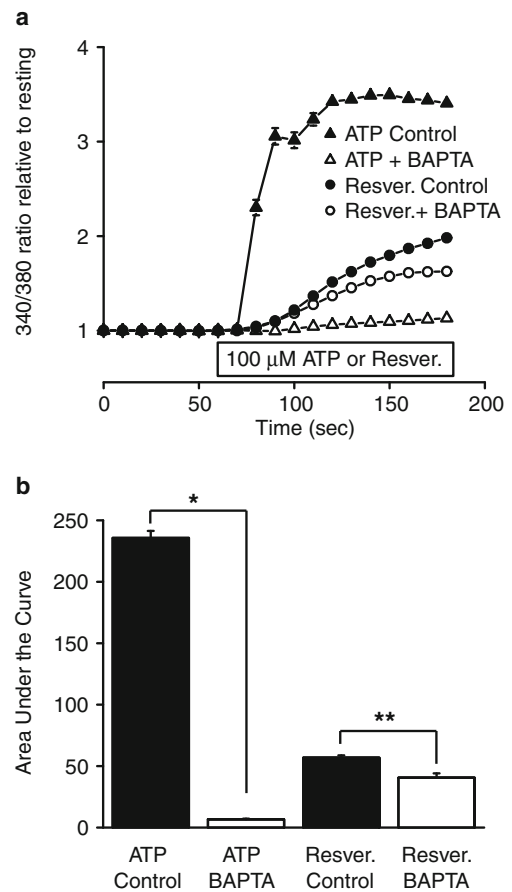 a
340/380 ratio relative to resting
4
3
2
1
ATP Control
ATP + BAPTA
Resver. Control
Resver.+ BAPTA
100 μM ATP or Resver.
0
50
100
150
200
Time (sec)
b
Area Under the Curve
250
200
150
100
50
0
*
**
ATP
Control
ATP
BAPTA
Resver.
Control
Resver.
BAPTA